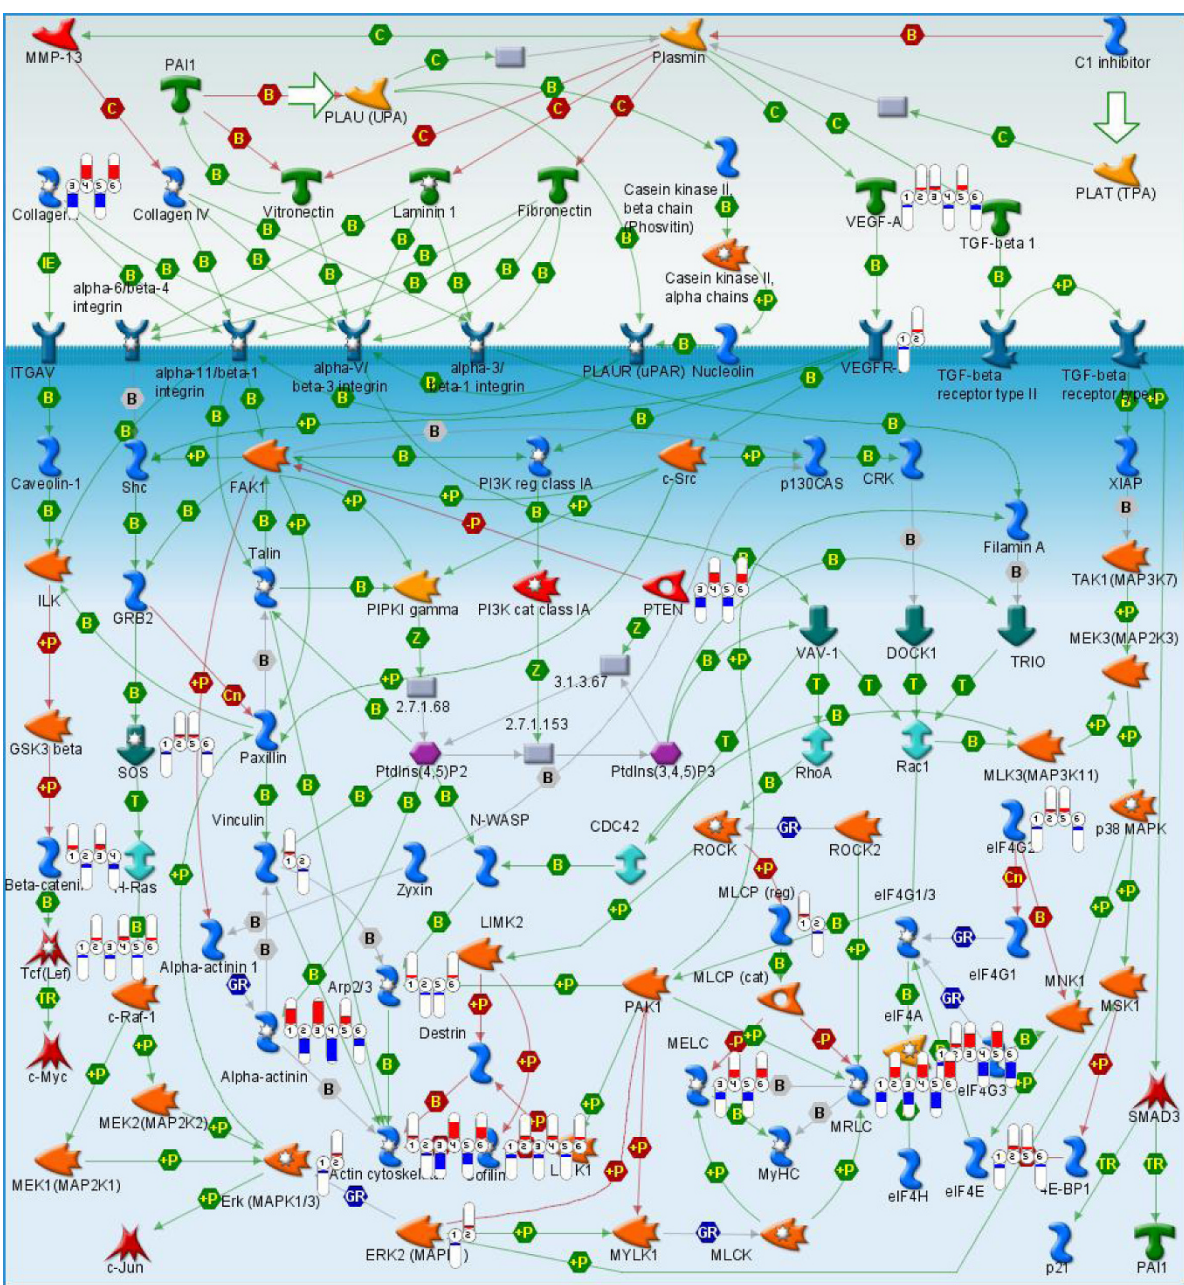 MMP-13
PAI1
PLAU (UPA)
Plasmin
C1 inhibitor
PLAT (TPA)
Collagen IV
Vitronectin
Laminin 1
Fibronectin
Casein kinase II,
beta chain
(Phosvitin)
VEGF-A
TGF-beta 1
alpha-6/beta-4
integrin
Casein kinase II,
alpha chains
ITGAV
alpha-11/beta-1
integrin
alpha-V/
beta-3 integrin
alpha-3/
beta-1 integrin
PLAUR (uPAR)
Nucleolin
TGF-beta
receptor type II
TGF-beta
Caveolin-1
Shc
FAK1
PI3K reg class IA
c-Src
p130CAS
CRK
XIAP
Talin
Filamin A
ILK
GRB2
PIPKI gamma
PI3K cat class IA
PTEN
TAK1(MAP3K7)
MEK3(MAP2K3)
VAV-1
DOCK1
TRIO
3.1.3.67
2.7.1.68
2.7.1.153
GSK3 beta
SOS
Paxillin
PtdIns(4,5)P2
PtdIns(3,4,5)P3
RhoA
Rac1
MLK3(MAP3K11)
Vinculin
N-WASP
CDC42
ROCK
ROCK2
eIF4G2
p38 MAPK
H-Ras
Zyxin
MLCP (reg)
eIF4G1/3
LIMK2
Tcf(Lef)
Alpha-actinin 1
Arp2/3
MLCP (cat)
eIF4G1
MNK1
MSK1
c-Raf-1
Destrin
PAK1
eIF4A
c-Myc
Alpha-actinin
MELC
eIF4G3
MEK2(MAP2K2)
MRLC
SMAD3
MEK1(MAP2K1)
Erk (MAPK1/3)
MyHC
eIF4H
eIF4E
c-Jun
MYLK1
MLCK
p21
PAI1